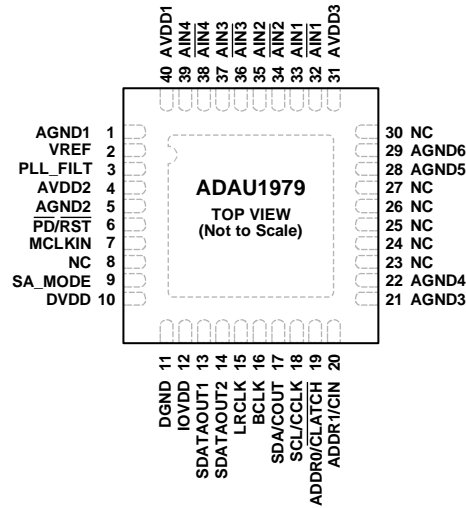 40 AVDD1
39 AIN4
38 AIN4
37 AIN3
36 AIN3
35 AIN2
34 AIN2
33 AIN1
32 AIN1
31 AVDD3
AGND1 1
VREF 2
PLL_FILT 3
AVDD2 4
AGND2 5
PD/RST 6
MCLKIN 7
NC 8
SA_MODE 9
DVDD 10
ADAU1979
TOP VIEW
(Not to Scale)
30 NC
29 AGND6
28 AGND5
27 NC
26 NC
25 NC
24 NC
23 NC
22 AGND4
21 AGND3
DGND 11
IOVDD 12
SDATAOUT1 13
SDATAOUT2 14
LRCLK 15
BCLK 16
SDA/COUT 17
SCL/CCLK 18
ADDR0/CLATCH 19
ADDR1/CIN 20